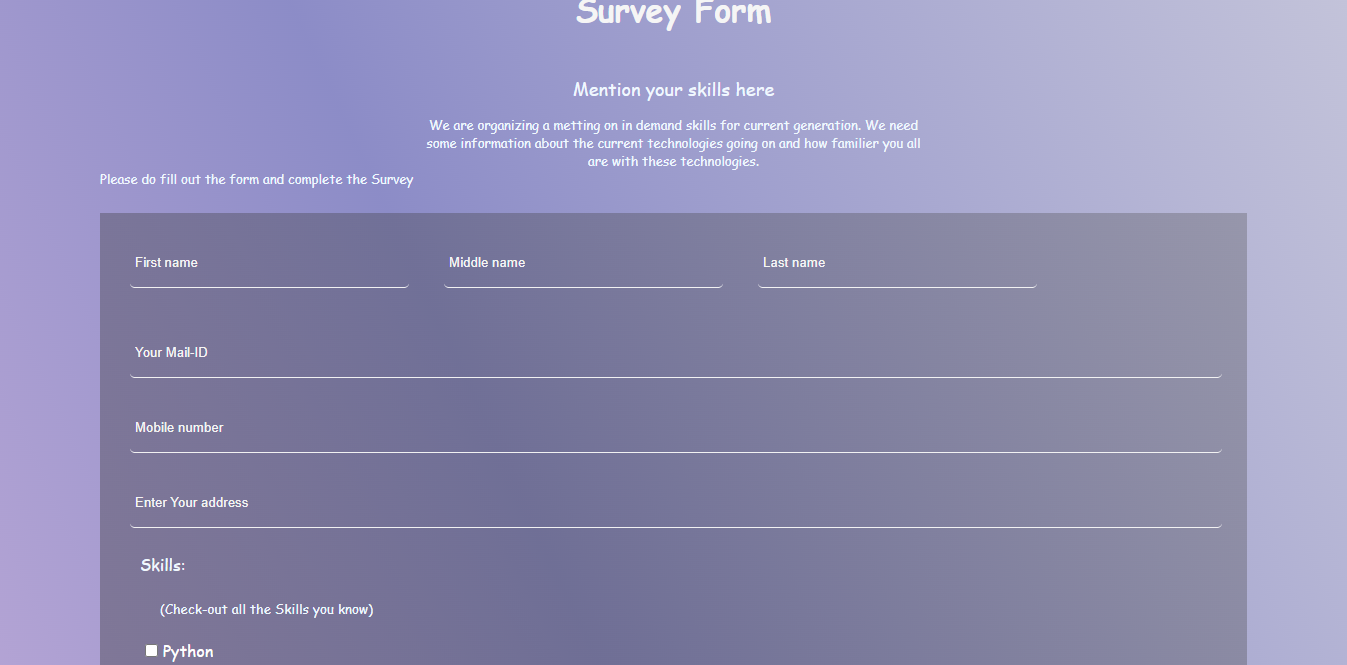 Survey Form
Mention your skills here
We are organizing a metting on in demand skills for current generation. We need
some information about the current technologies going on and how familier you all
are with these technologies.
Please do fill out the form and complete the Survey
First name Middle name Last name
Your Mail-ID
Mobile number
Enter Your address
Skills:
(Check-out all the Skills you know)
Python